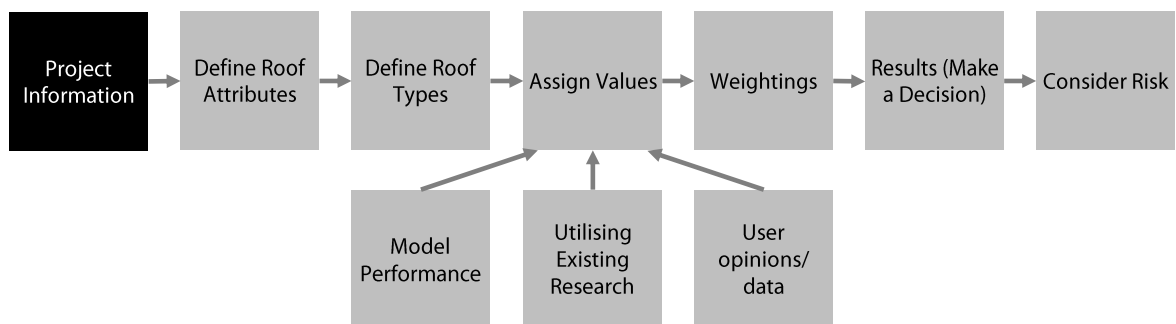 Project
Information
Define Roof
Attributes
Define Roof
Types
Assign Values
Weightings
Results (Make
a Decision)
Consider Risk
Model
Performance
Utilising
Existing
Research
User
opinions/
data